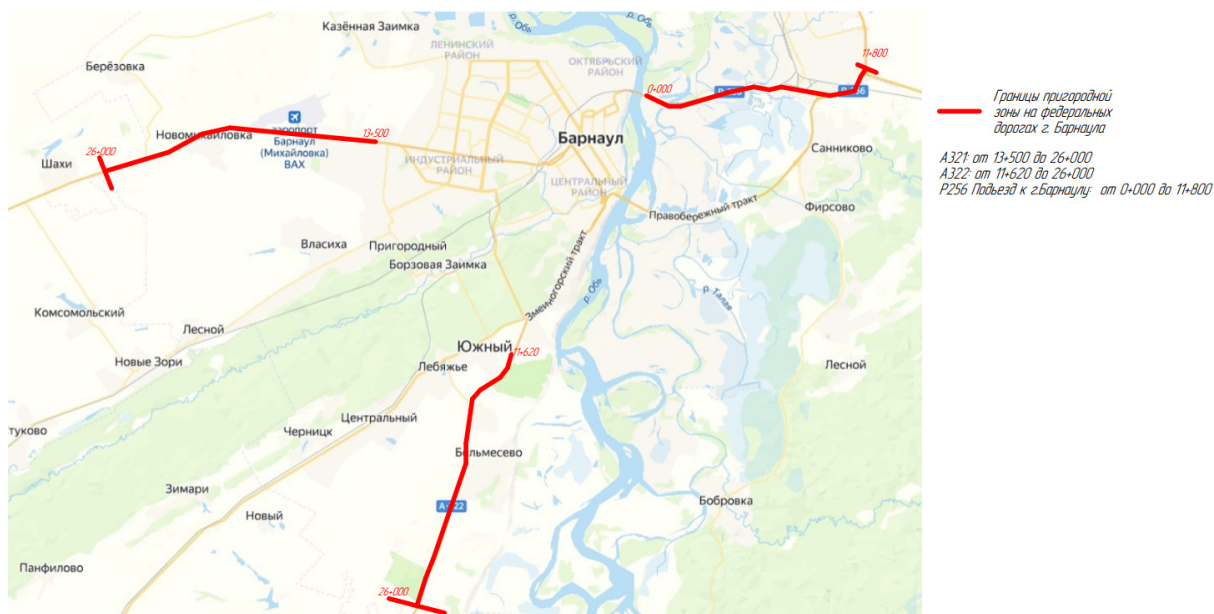 Казённая Заимка
р. Обь
р. Обь
ЛЕНИНСКИЙ
РАЙОН
ОКТЯБРЬСКИЙ
РАЙОН
11+800
Берёзовка
0+000
Р-256
аэропорт
Барнаул
(Михайловка)
BAX
Новомихайловка
13+500
Барнаул
Санниково
Шахи
26+000
ИНДУСТРИАЛЬНЫЙ
РАЙОН
ЦЕНТРАЛЬНЫЙ
РАЙОН
Правобережный тракт
Фирсово
Власиха
Пригородный
Борзовая Заимка
Змеиногорский тракт
р. Обь
р. Талая
Комсомольский
Лесной
Новые Зори
Южный
11+620
Лебяжье
Лесной
Центральный
туково
Черницк
Бельмесево
Зимари
А-322
Новый
Бобровка
Панфилово
26+000
Границы пригородной
зоны на федеральных
дорогах г. Барнаула
А321: от 13+500 до 26+000
А322: от 11+620 до 26+000
Р256 Подъезд к г.Барнаулу: от 0+000 до 11+800